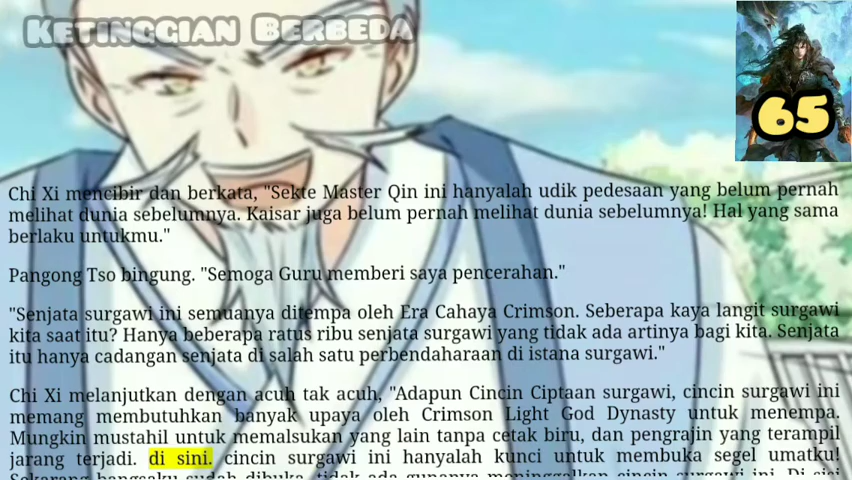 KETINGGIAN BERBEDA
65
Chi Xi mencibir dan berkata, "Sekte Master Qin ini hanyalah udik pedesaan yang belum pernah
melihat dunia sebelumnya. Kaisar juga belum pernah melihat dunia sebelumnya! Hal yang sama
berlaku untukmu."
Pangong Tso bingung. "Semoga Guru memberi saya pencerahan."
"Senjata surgawi ini semuanya ditempa oleh Era Cahaya Crimson. Seberapa kaya langit surgawi
kita saat itu? Hanya beberapa ratus ribu senjata surgawi yang tidak ada artinya bagi kita. Senjata
itu hanya cadangan senjata di salah satu perbendaharaan di istana surgawi."
Chi Xi melanjutkan dengan acuh tak acuh, "Adapun Cincin Ciptaan surgawi, cincin surgawi ini
memang membutuhkan banyak upaya oleh Crimson Light God Dynasty untuk menempa.
Mungkin mustahil untuk memalsukan yang lain tanpa cetak biru, dan pengrajin yang terampil
jarang terjadi. di sini. cincin surgawi ini hanyalah kunci untuk membuka segel umatku!